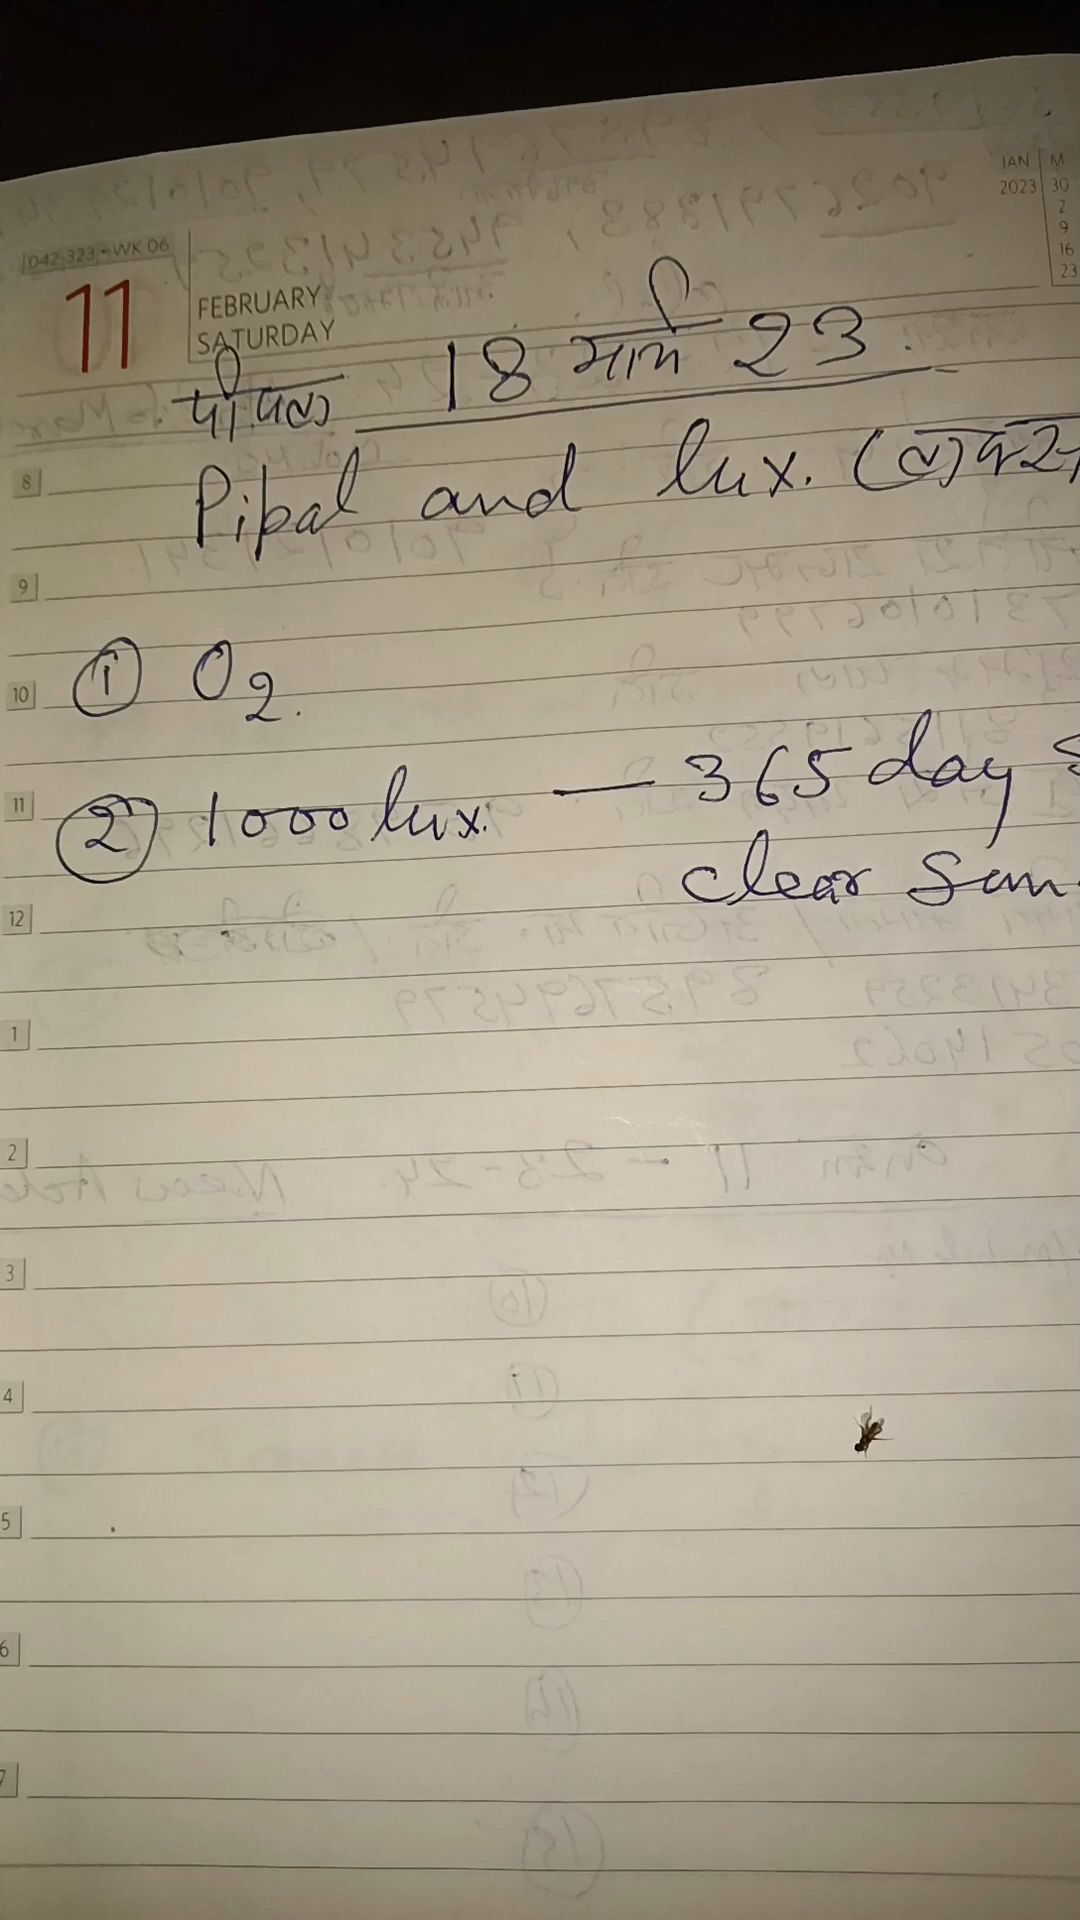 JAN M
2023 30
2
9
16
23
042-323 • WK 06
11 FEBRUARY
SATURDAY
पीपल 18 मार्च 23.
Pipal and lux.
8
9
10 ① O2.
11 ② 1000 lux. — 365 day
clear Sun
12
1
2
3
4
5
6
7